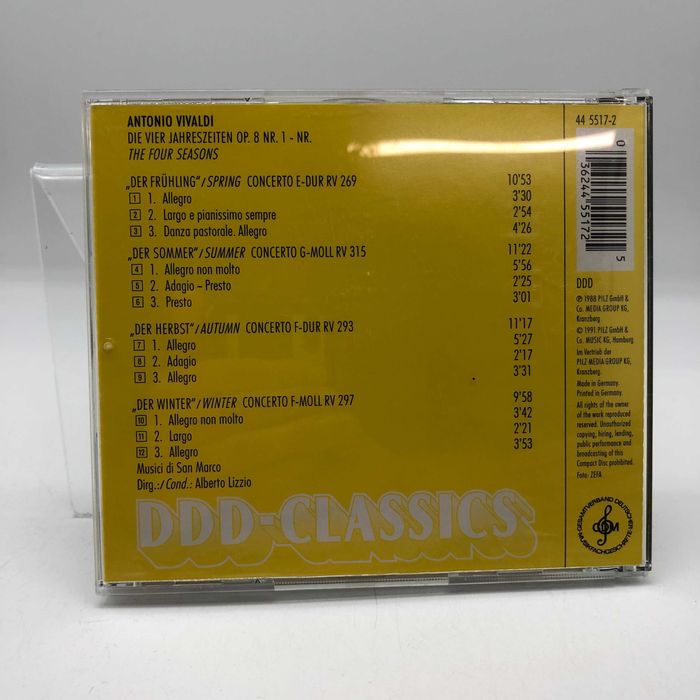 ANTONIO VIVALDI
DIE VIER JAHRESZEITEN OP. 8 NR. 1 - NR.
THE FOUR SEASONS
„DER FRÜHLING"/SPRING CONCERTO E-DUR RV 269 10'53
1 1. Allegro 3'30
2 2. Largo e pianissimo sempre 2'54
3 3. Danza pastorale. Allegro 4'26
„DER SOMMER"/SUMMER CONCERTO G-MOLL RV 315 11'22
4 1. Allegro non molto 5'56
5 2. Adagio – Presto 2'25
6 3. Presto 3'01
„DER HERBST"/AUTUMN CONCERTO F-DUR RV 293 11'17
7 1. Allegro 5'27
8 2. Adagio 2'17
9 3. Allegro 3'31
„DER WINTER"/WINTER CONCERTO F-MOLL RV 297 9'58
10 1. Allegro non molto 3'42
11 2. Largo 2'21
12 3. Allegro 3'53
Musici di San Marco
Dirg.:/Cond.: Alberto Lizzio
DDD-CLASSICS
44 5517-2
0 36244 55172 5
DDD
℗ 1988 PILZ GmbH &
Co. MEDIA GROUP KG,
Kranzberg
© 1991 PILZ GmbH &
Co. MUSIC KG, Hamburg
Im Vertrieb der
PILZ MEDIA GROUP KG,
Kranzberg.
Made in Germany.
Printed in Germany.
All rights of the owner
of the work reproduced
reserved. Unauthorized
copying, hiring, lending,
public performance and
broadcasting of this
Compact Disc prohibited.
Foto: ZEFA
GESAMTVERBAND DEUTSCHER
MUSIKFACHGESCHÄFTE